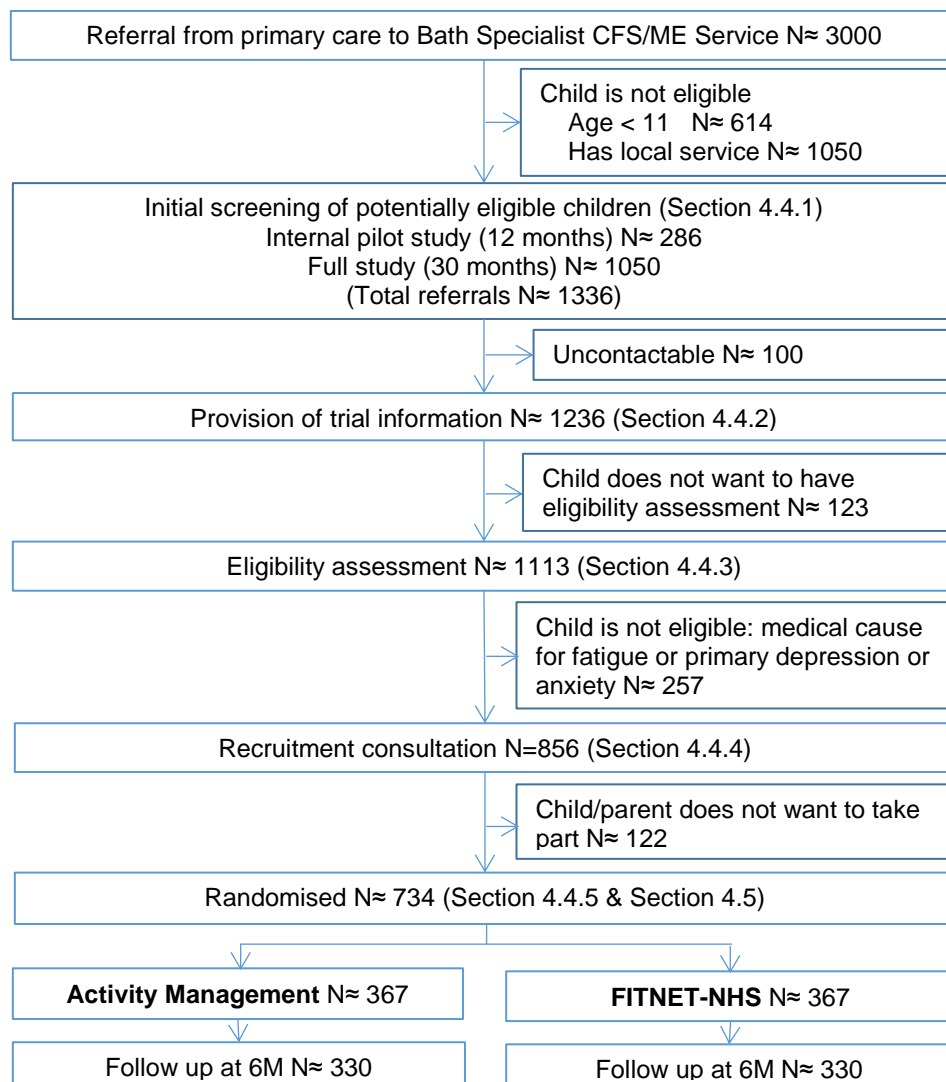 Referral from primary care to Bath Specialist CFS/ME Service N≈ 3000
Child is not eligible
Age < 11 N≈ 614
Has local service N≈ 1050
Initial screening of potentially eligible children (Section 4.4.1)
Internal pilot study (12 months) N≈ 286
Full study (30 months) N≈ 1050
(Total referrals N≈ 1336)
Uncontactable N≈ 100
Provision of trial information N≈ 1236 (Section 4.4.2)
Child does not want to have
eligibility assessment N≈ 123
Eligibility assessment N≈ 1113 (Section 4.4.3)
Child is not eligible: medical cause
for fatigue or primary depression or
anxiety N≈ 257
Recruitment consultation N=856 (Section 4.4.4)
Child/parent does not want to take
part N≈ 122
Randomised N≈ 734 (Section 4.4.5 & Section 4.5)
Activity Management N≈ 367
FITNET-NHS N≈ 367
Follow up at 6M N≈ 330
Follow up at 6M N≈ 330